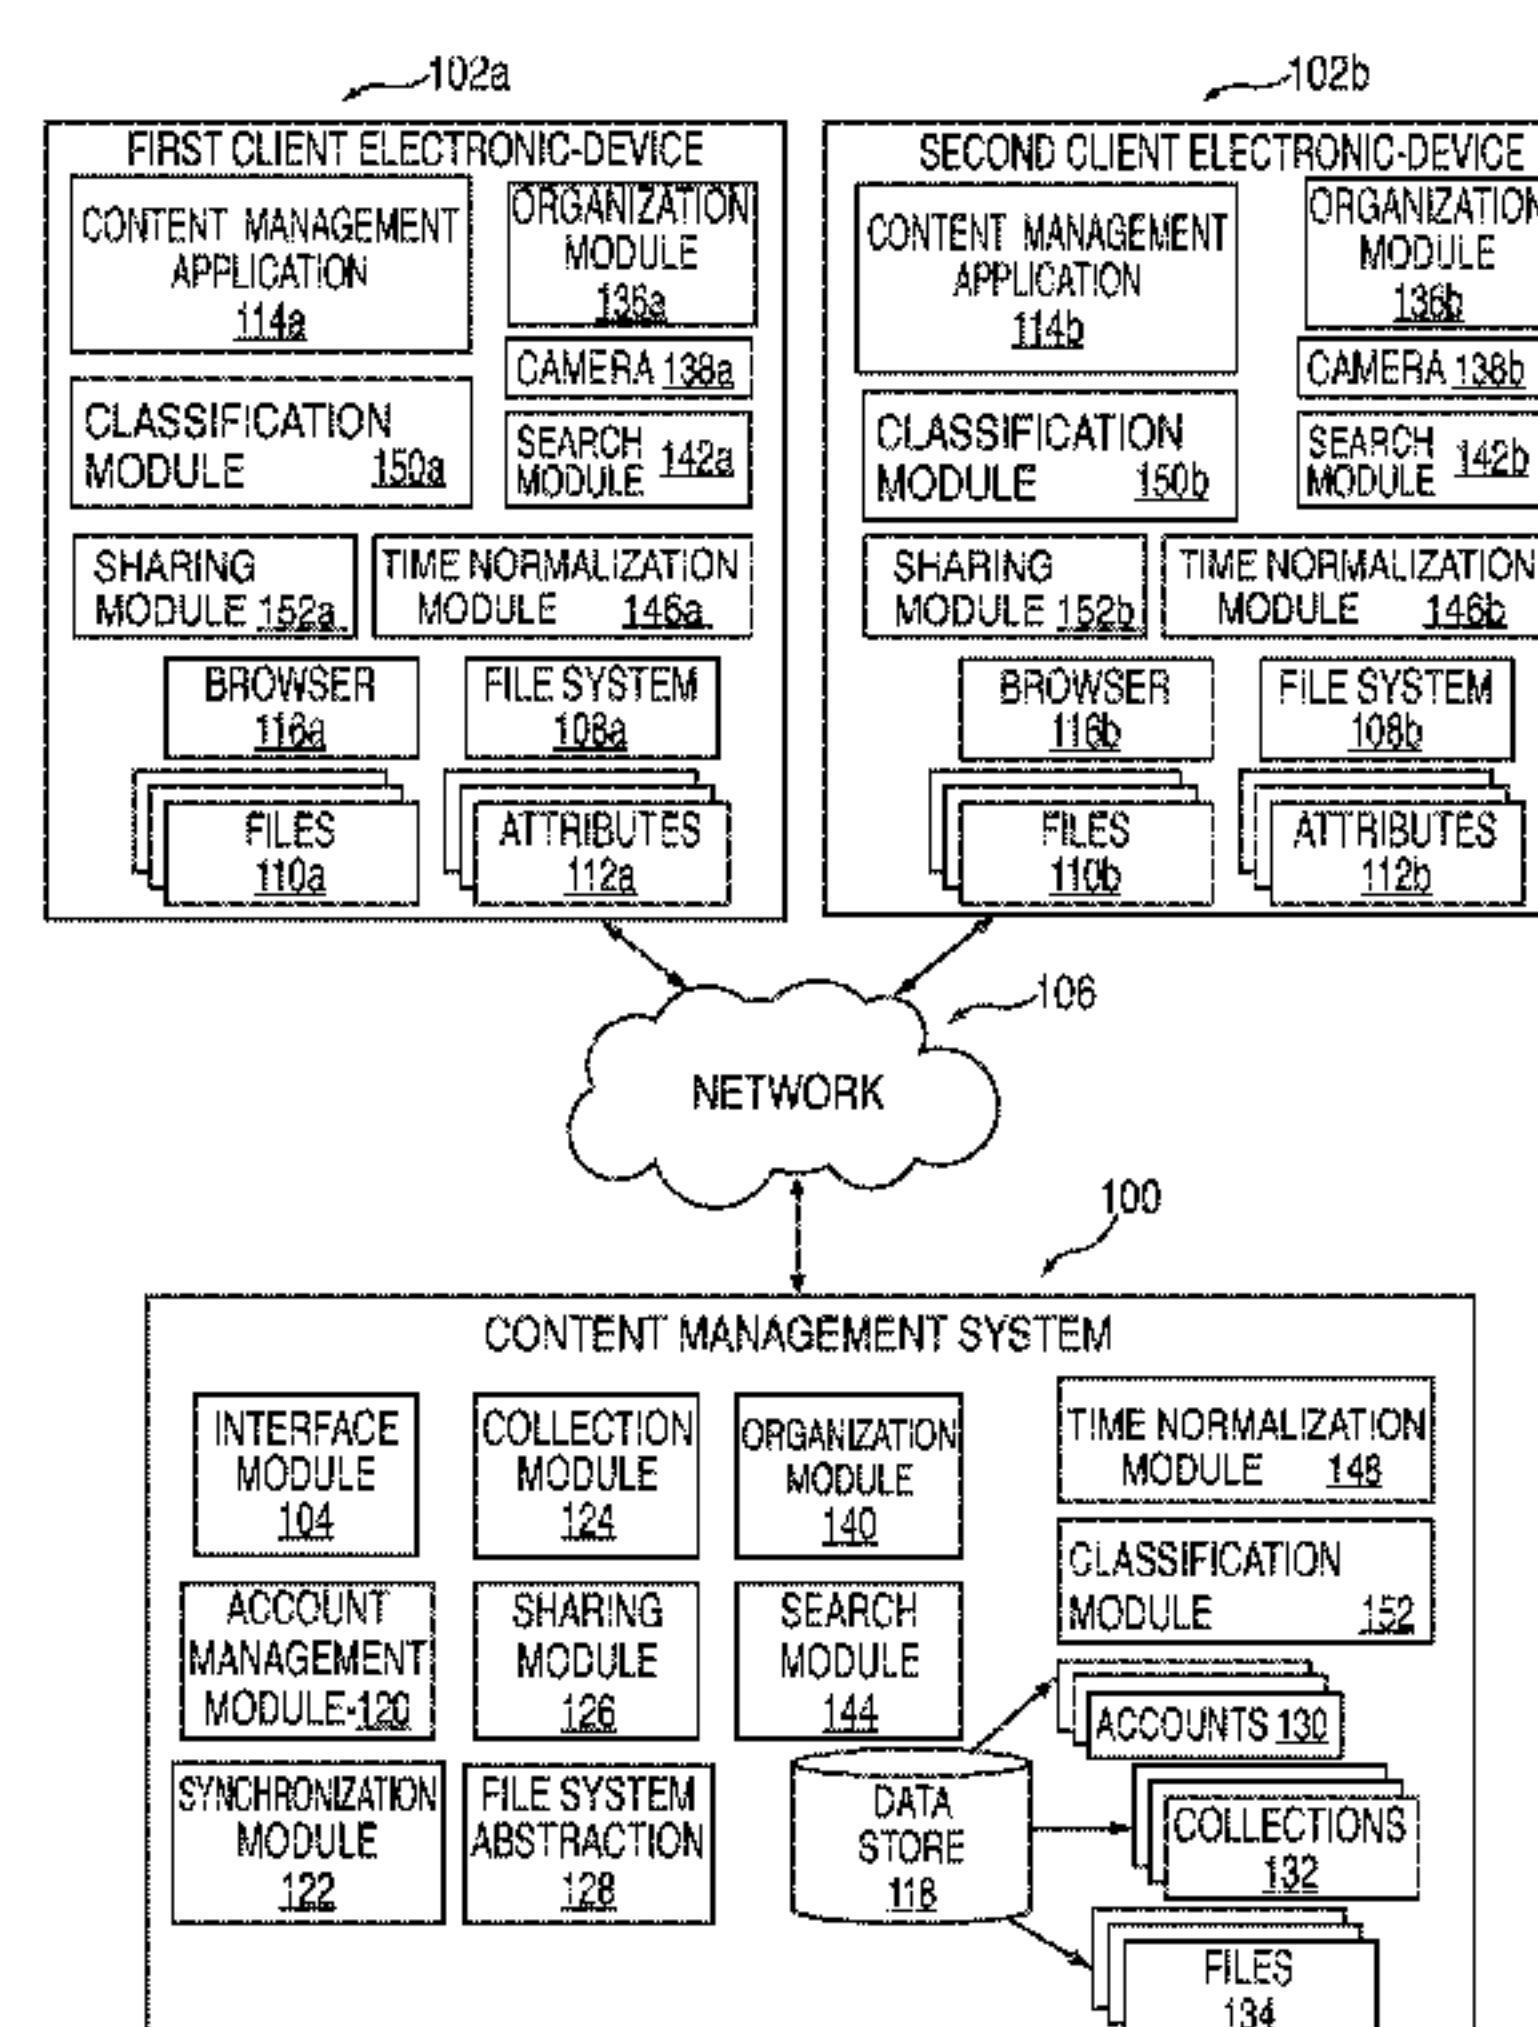 102a
FIRST CLIENT ELECTRONIC-DEVICE
CONTENT MANAGEMENT
APPLICATION
114a
ORGANIZATION
MODULE
136a
CAMERA 138a
CLASSIFICATION
MODULE 150a
SEARCH
MODULE 142a
SHARING
MODULE 152a
TIME NORMALIZATION
MODULE 146a
BROWSER
116a
FILE SYSTEM
108a
FILES
110a
ATTRIBUTES
112a
102b
SECOND CLIENT ELECTRONIC-DEVICE
CONTENT MANAGEMENT
APPLICATION
114b
ORGANIZATION
MODULE
136b
CAMERA 138b
CLASSIFICATION
MODULE 150b
SEARCH
MODULE 142b
SHARING
MODULE 152b
TIME NORMALIZATION
MODULE 146b
BROWSER
116b
FILE SYSTEM
108b
FILES
110b
ATTRIBUTES
112b
106
NETWORK
100
CONTENT MANAGEMENT SYSTEM
INTERFACE
MODULE
104
COLLECTION
MODULE
124
ORGANIZATION
MODULE
140
TIME NORMALIZATION
MODULE 148
CLASSIFICATION
MODULE 152
ACCOUNT
MANAGEMENT
MODULE-120
SHARING
MODULE
126
SEARCH
MODULE
144
ACCOUNTS 130
SYNCHRONIZATION
MODULE
122
FILE SYSTEM
ABSTRACTION
128
DATA
STORE
118
COLLECTIONS
132
FILES
134